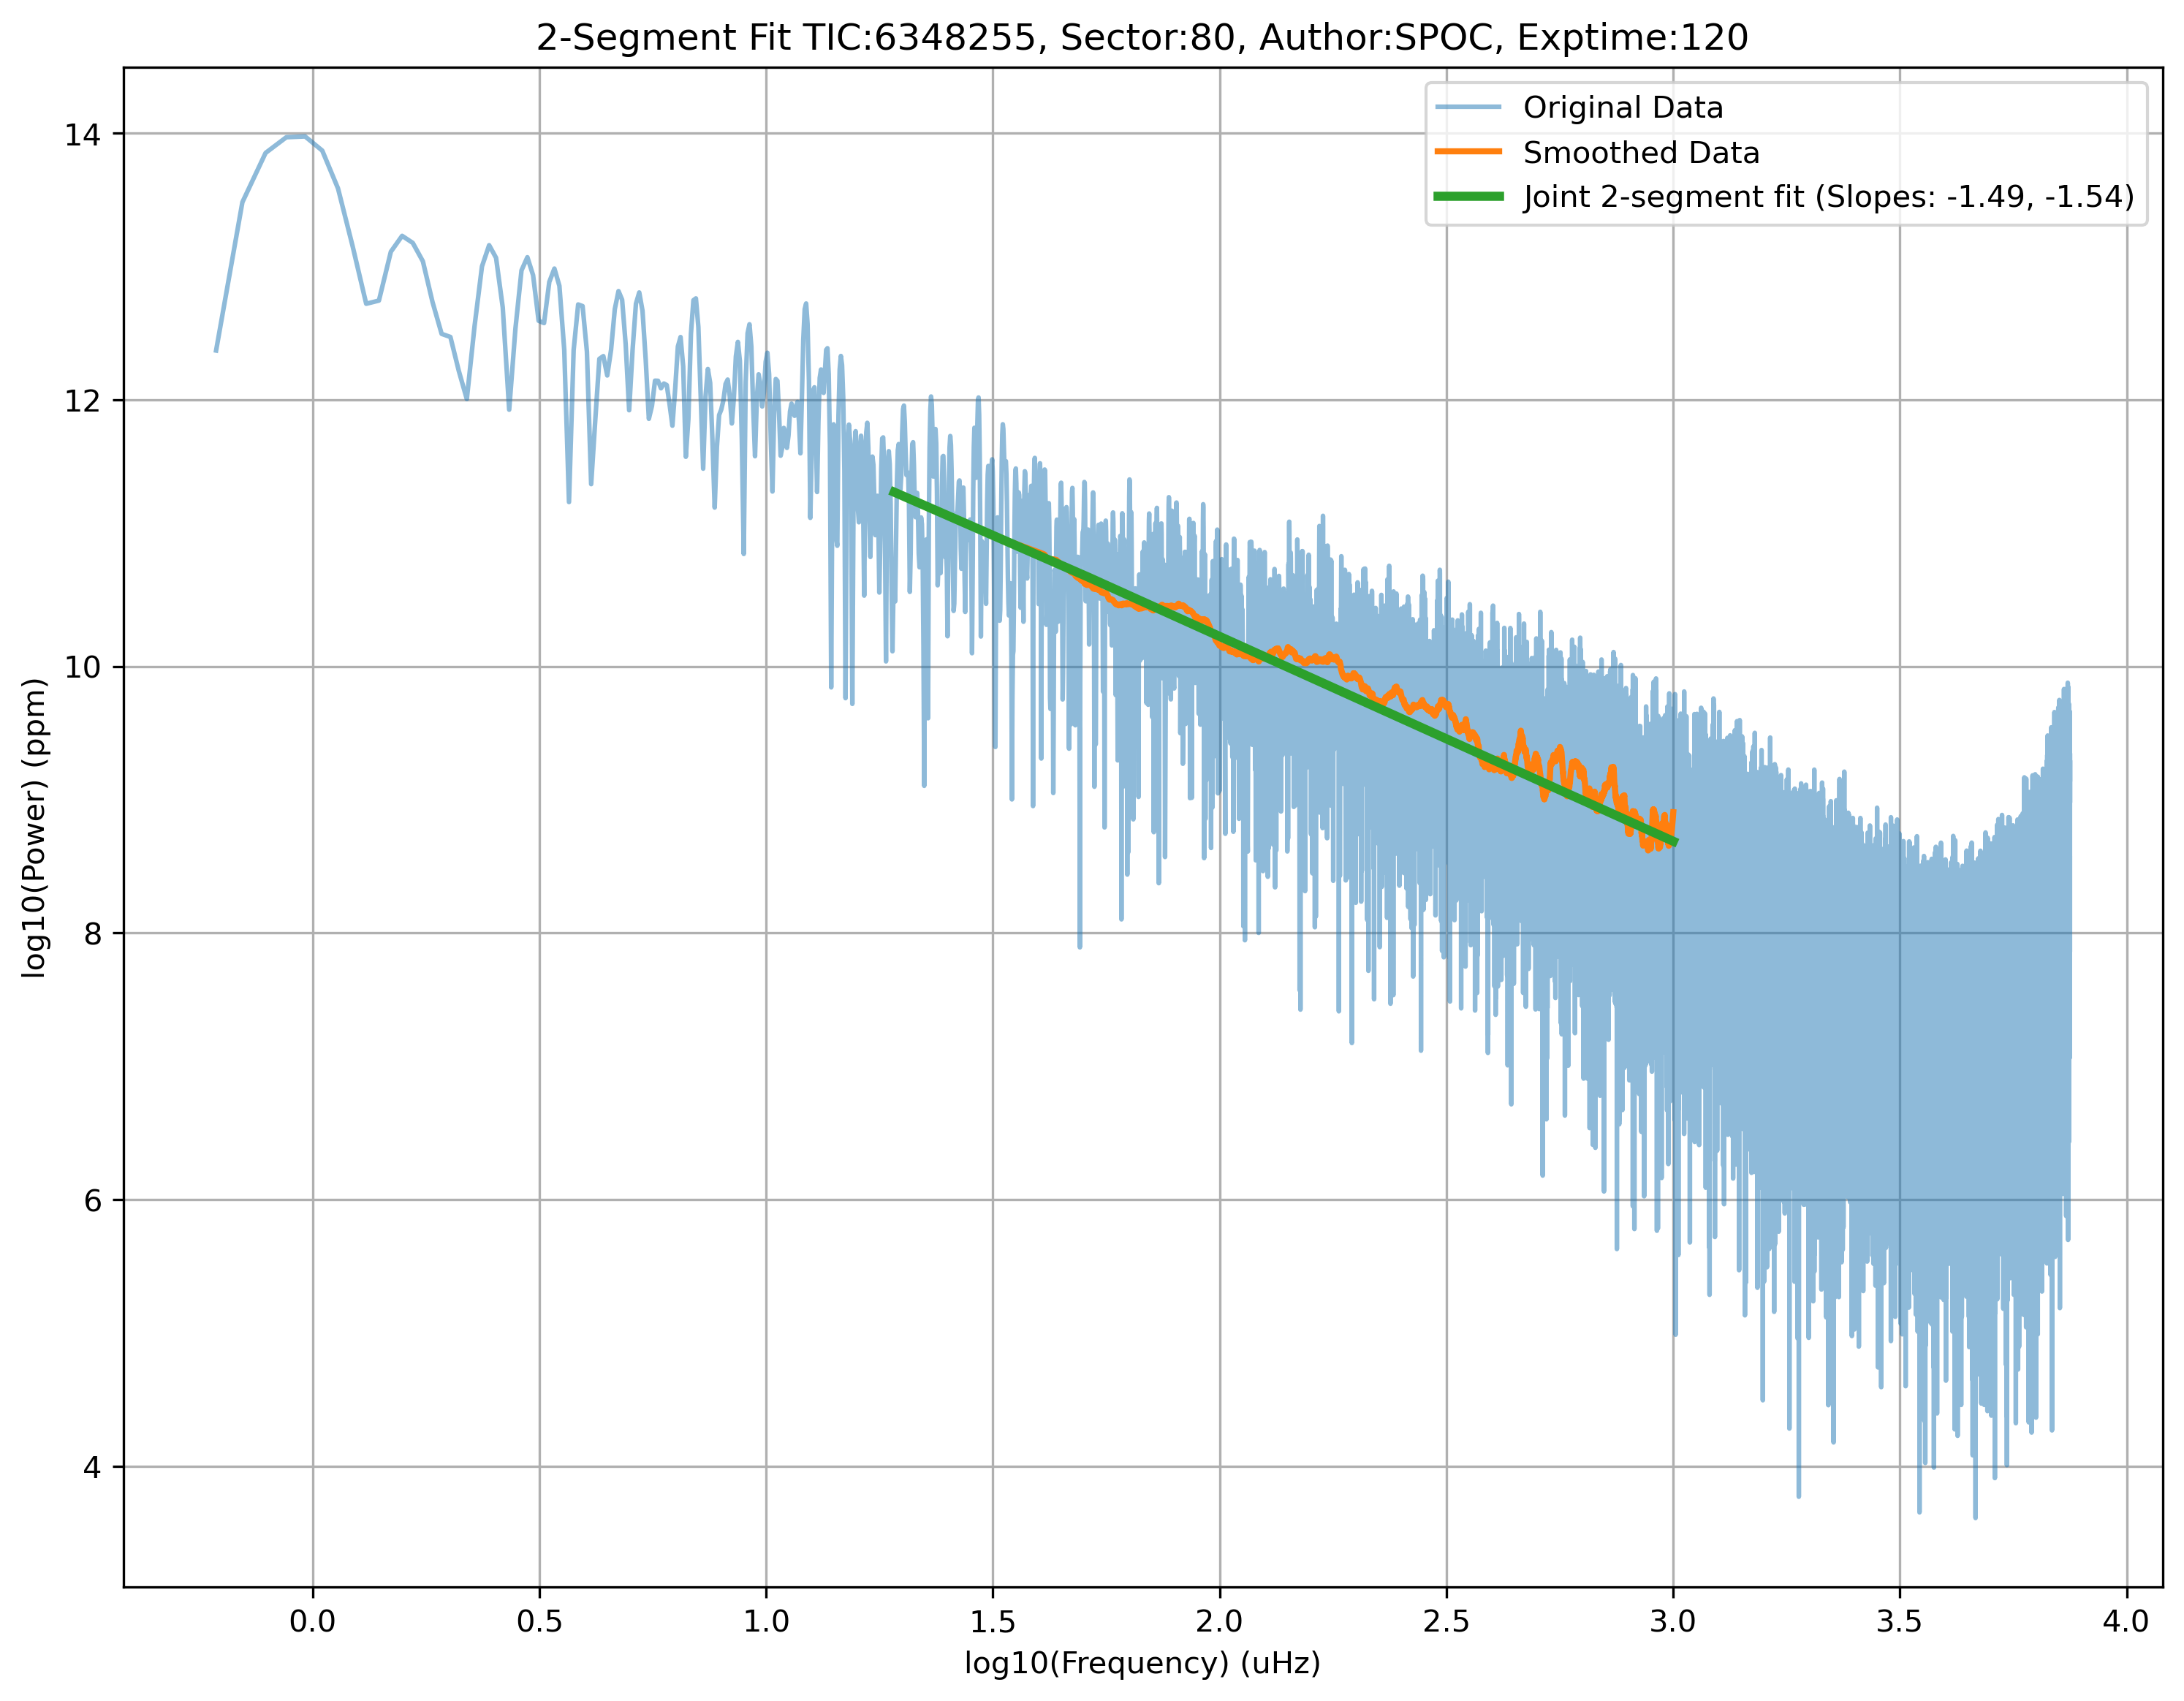 2-Segment Fit TIC:6348255, Sector:80, Author:SPOC, Exptime:120
Original Data
Smoothed Data
Joint 2-segment fit (Slopes: -1.49, -1.54)
log10(Power) (ppm)
14
12
10
8
6
4
0.0 0.5 1.0 1.5 2.0 2.5 3.0 3.5 4.0
log10(Frequency) (uHz)